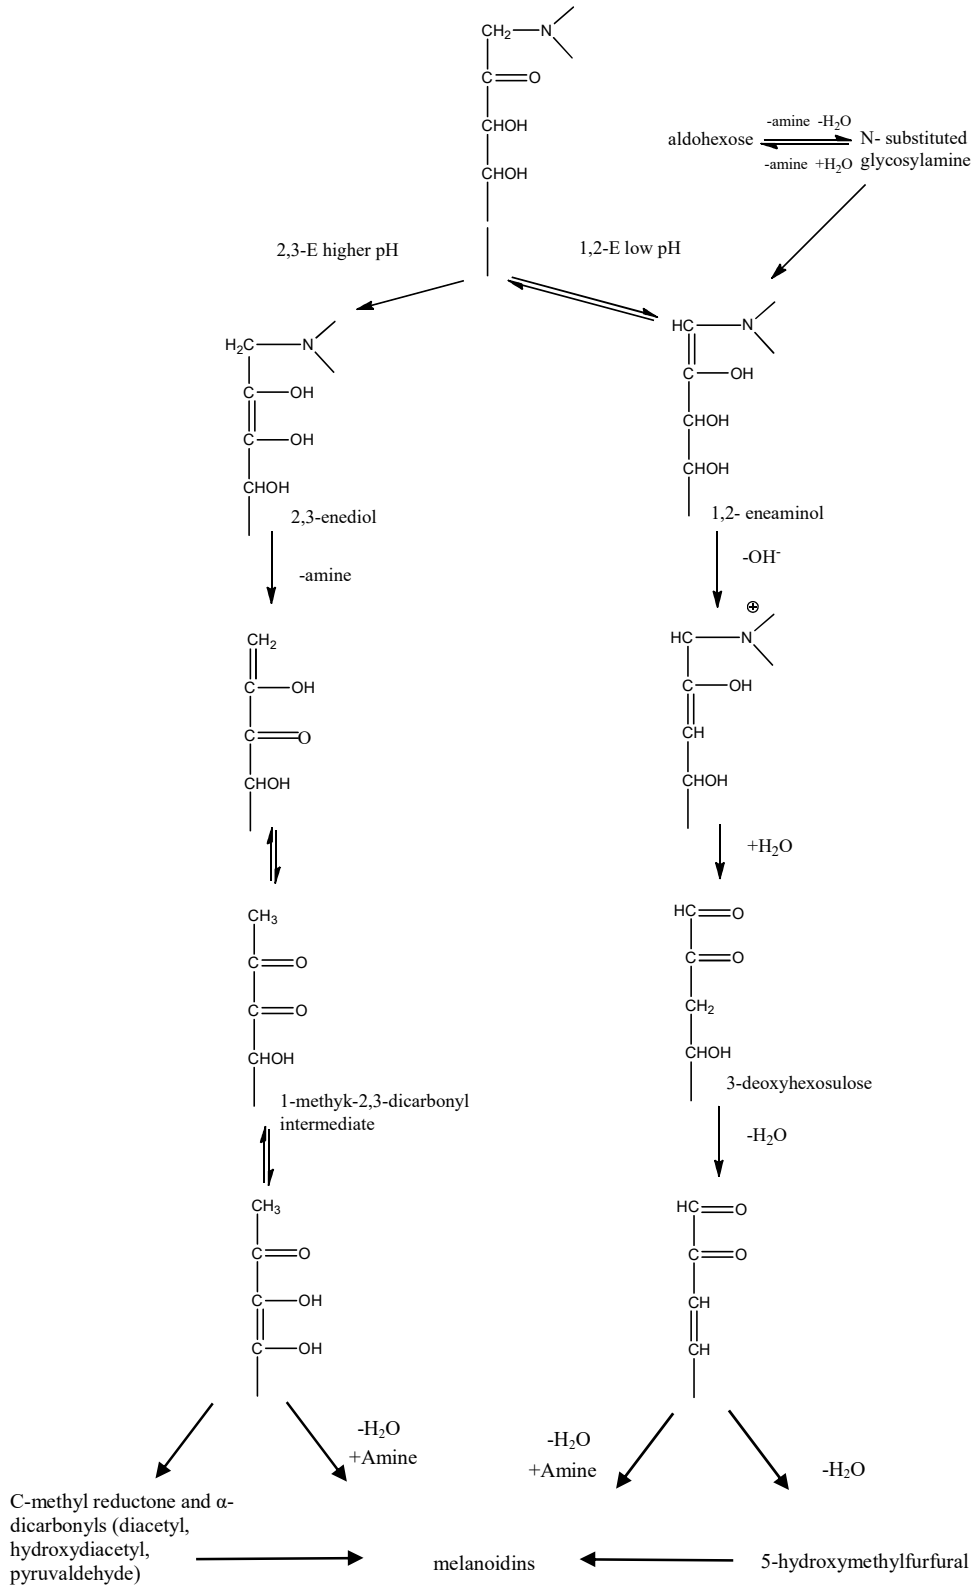 CH₂ N
C O
CHOH
CHOH
-amine -H₂O
aldohexose
N- substituted
glycosylamine
-amine +H₂O
2,3-E higher pH
1,2-E low pH
H₂C N
C OH
C OH
CHOH
2,3-enediol
-amine
HC N
C OH
CHOH
CHOH
1,2- eneaminol
-OH⁻
CH₂
C OH
C O
CHOH
⊕
HC N
C OH
CH
CHOH
+H₂O
CH₃
C O
C O
CHOH
1-methyk-2,3-dicarbonyl
intermediate
HC O
C O
CH₂
CHOH
3-deoxyhexosulose
-H₂O
CH₃
C O
C OH
C OH
HC O
C O
CH
CH
-H₂O
+Amine
-H₂O
+Amine
-H₂O
C-methyl reductone and α-
dicarbonyls (diacetyl,
hydroxydiacetyl,
pyruvaldehyde)
melanoidins
5-hydroxymethylfurfural